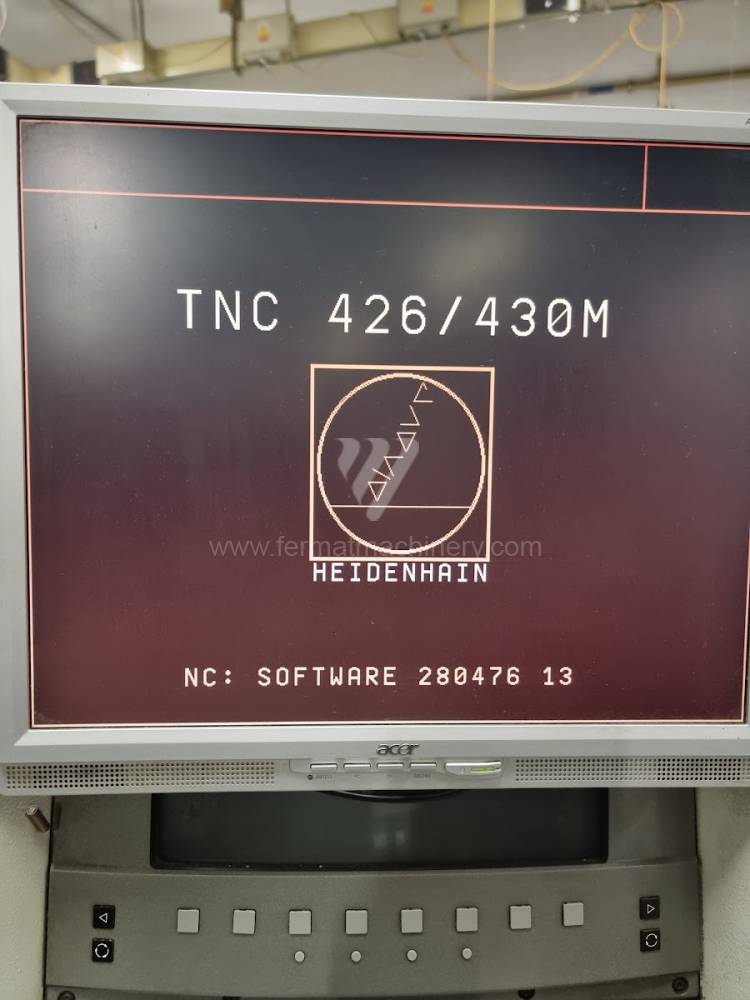 TNC 426/430M
www.fermatmachinery.com
HEIDENHAIN
NC: SOFTWARE 280476 13
acer